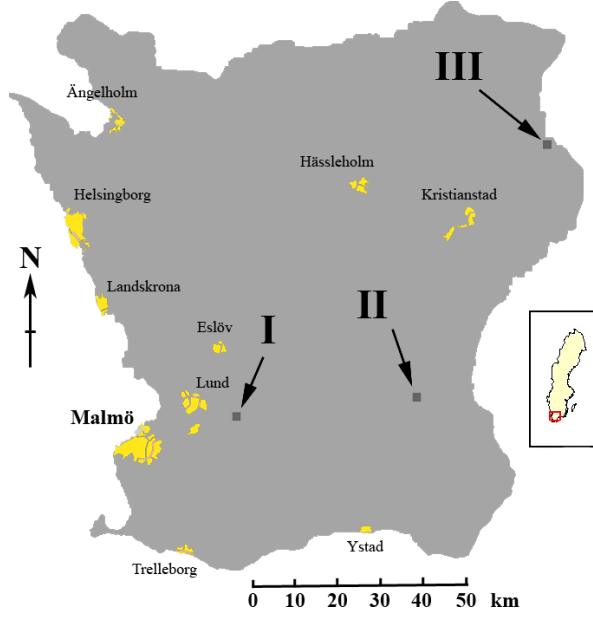 III
Ängelholm
Hässleholm
Helsingborg
Kristianstad
N
Landskrona
II
Eslöv
I
Lund
Malmö
Ystad
Trelleborg
0 10 20 30 40 50 km